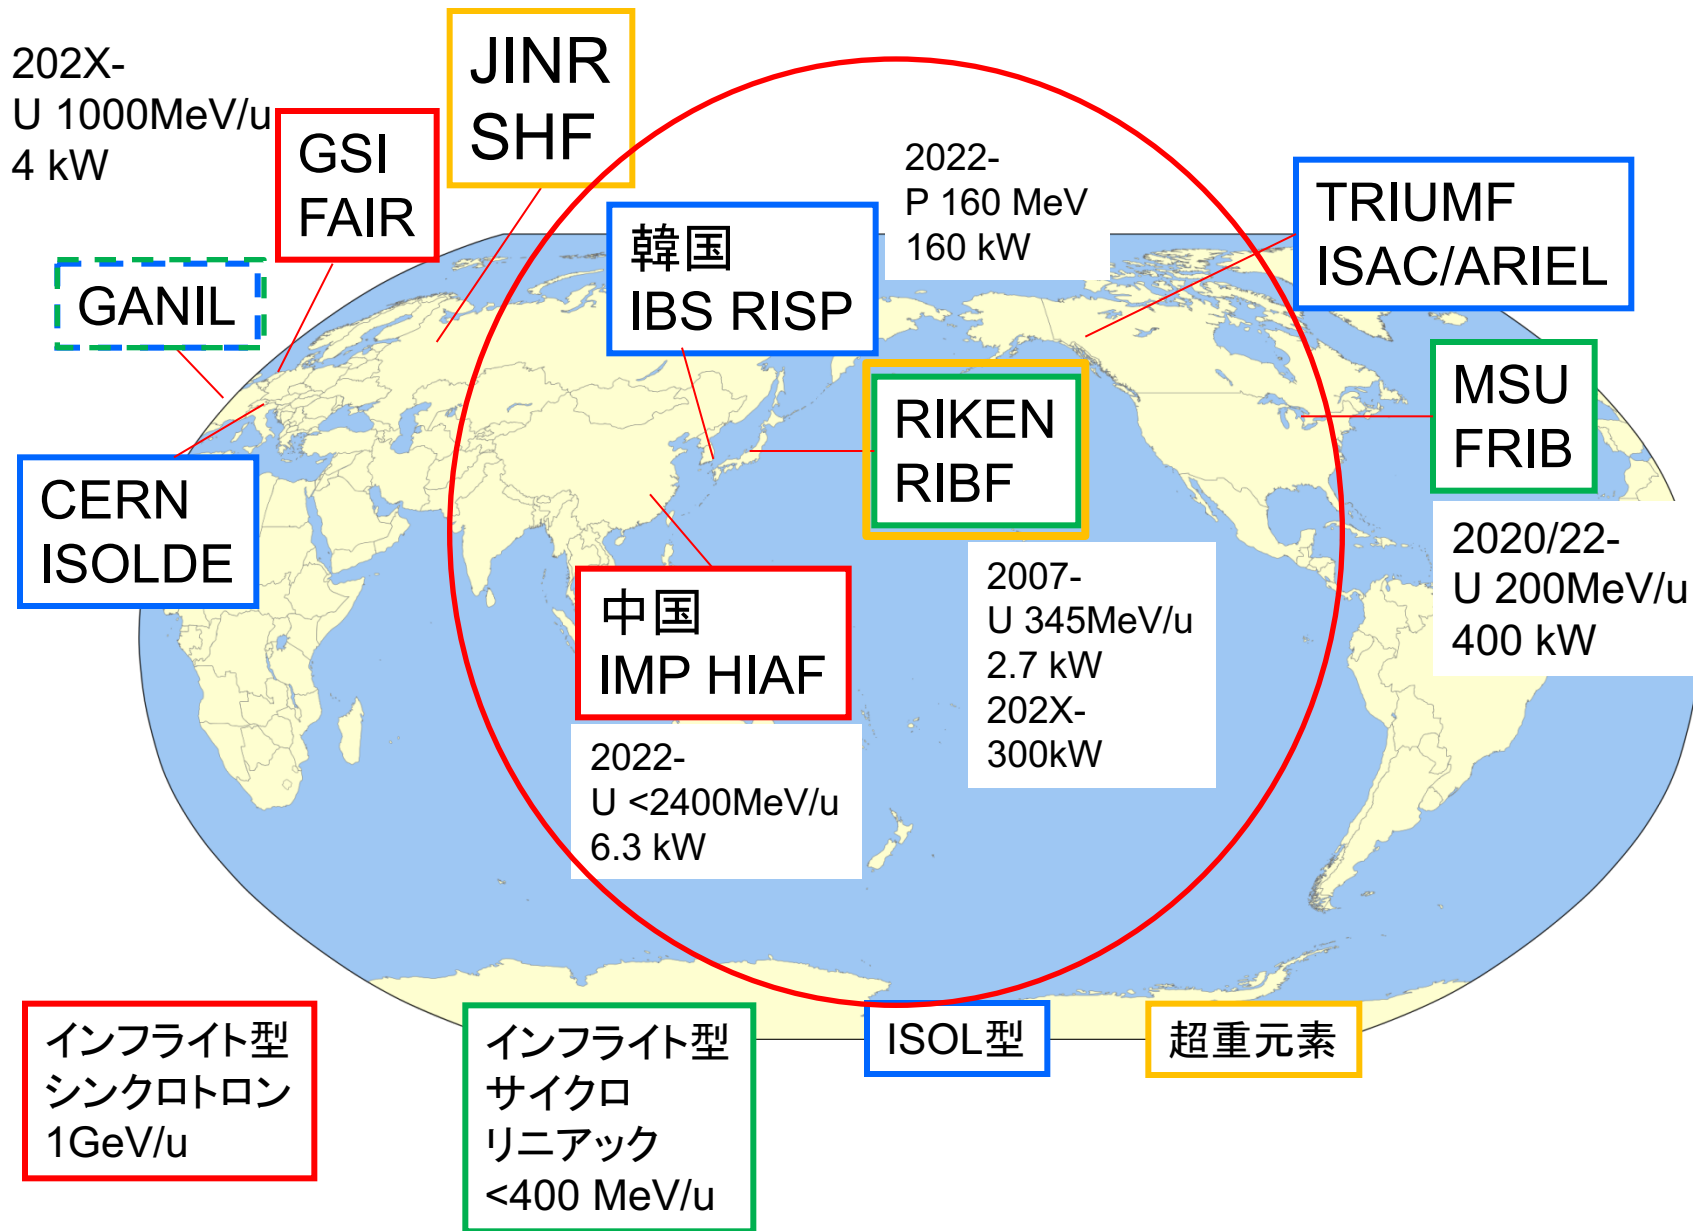 202X-
U 1000MeV/u
4 kW
GSI
FAIR
JINR
SHF
GANIL
韓国
IBS RISP
2022-
P 160 MeV
160 kW
TRIUMF
ISAC/ARIEL
RIKEN
RIBF
MSU
FRIB
CERN
ISOLDE
中国
IMP HIAF
2007-
U 345MeV/u
2.7 kW
202X-
300kW
2020/22-
U 200MeV/u
400 kW
2022-
U <2400MeV/u
6.3 kW
インフライト型
シンクロトロン
1GeV/u
インフライト型
サイクロ
リニアック
<400 MeV/u
ISOL型
超重元素